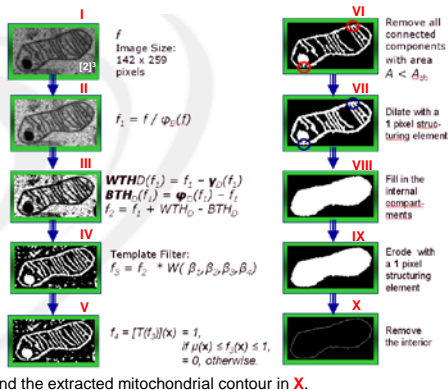 I
f
Image Size:
142 x 259
pixels
[2]³
II
f₁ = f / φ_D(f)
III
WTH_D(f₁) = f₁ – γ_D(f₁)
BTH_D(f₁) = φ_D(f₁) – f₁
f₂ = f₁ + WTH_D - BTH_D
IV
Template Filter:
f₃ = f₂ * W( β₁,β₂,β₃,β₄)
V
f₄ = [T(f₃)](x) = 1,
if μ(x) ≤ f₃(x) ≤ 1,
= 0, otherwise.
VI
Remove all
connected
components
with area
A < A_th
VII
Dilate with a
1 pixel struc-
turing element
VIII
Fill in the
internal
compart-
ments
IX
Erode with
a 1 pixel
structuring
element
X
Remove
the interior
nd the extracted mitochondrial contour in X.